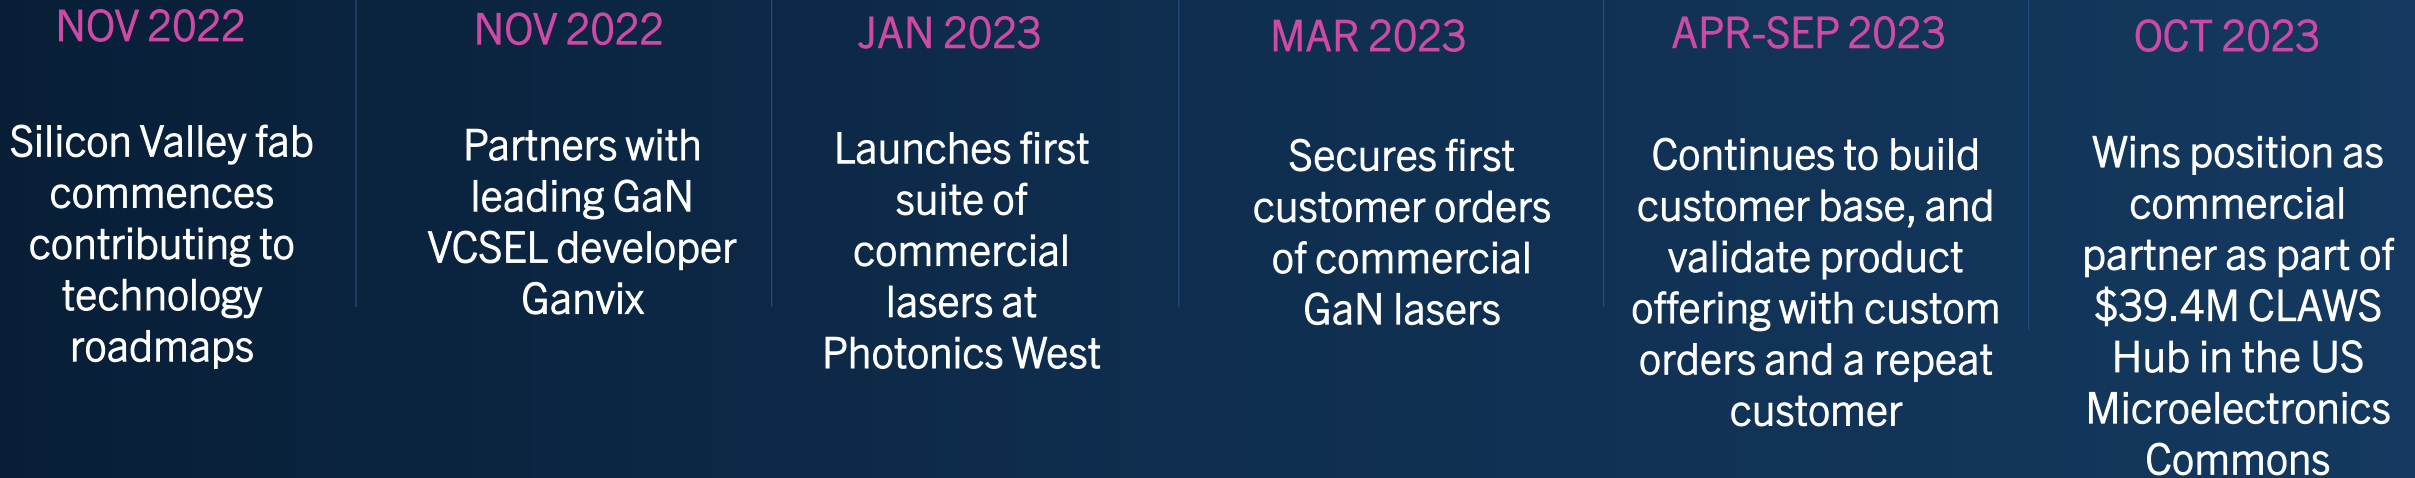 NOV 2022
Silicon Valley fab
commences
contributing to
technology
roadmaps
NOV 2022
Partners with
leading GaN
VCSEL developer
Ganvix
JAN 2023
Launches first
suite of
commercial
lasers at
Photonics West
MAR 2023
Secures first
customer orders
of commercial
GaN lasers
APR-SEP 2023
Continues to build
customer base, and
validate product
offering with custom
orders and a repeat
customer
OCT 2023
Wins position as
commercial
partner as part of
$39.4M CLAWS
Hub in the US
Microelectronics
Commons